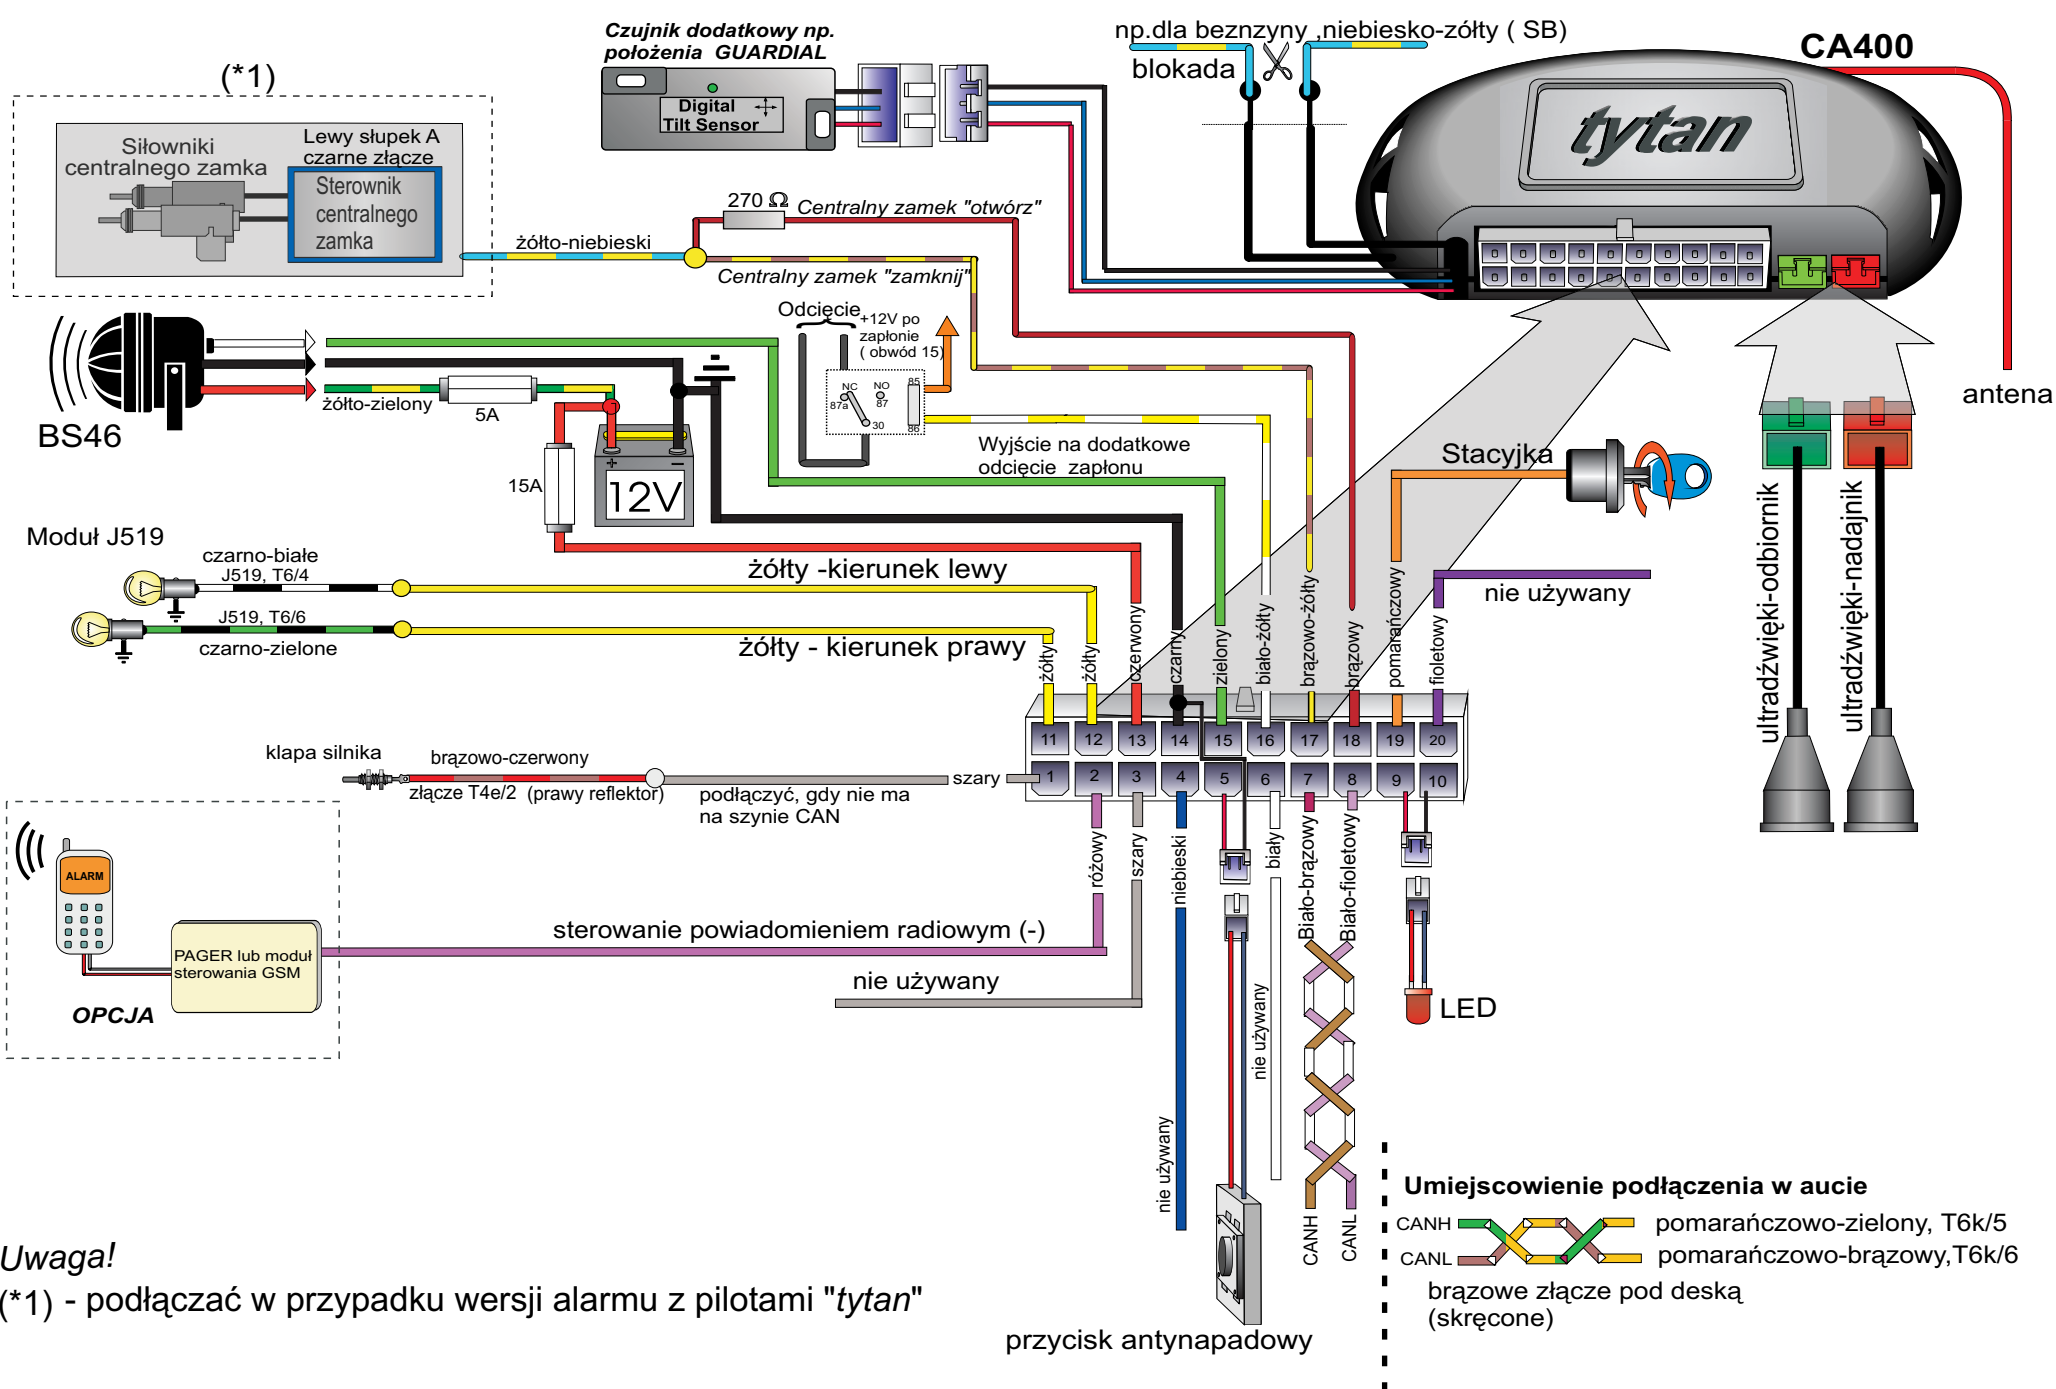 Czujnik dodatkowy np.
położenia GUARDIAL
Digital
Tilt Sensor
np.dla beznzyny ,niebiesko-zółty ( SB)
blokada
CA400
tytan
antena
(*1)
Siłowniki
centralnego zamka
Lewy słupek A
czarne złącze
Sterownik
centralnego
zamka
żółto-niebieski
270 Ω
Centralny zamek "otwórz"
Centralny zamek "zamknij"
Odcięcie
+12V po
zapłonie
( obwód 15)
NC
NO
85
87a
87
30
86
Wyjście na dodatkowe
odcięcie zapłonu
BS46
żółto-zielony
5A
15A
+
-
12V
Stacyjka
nie używany
ultradźwięki-odbiornik
ultradźwięki-nadajnik
Moduł J519
czarno-białe
J519, T6/4
J519, T6/6
czarno-zielone
żółty -kierunek lewy
żółty - kierunek prawy
żółty
żółty
czerwony
czarny
zielony
biało-żółty
brązowo-żółty
brązowy
pomarańczowy
fioletowy
11
12
13
14
15
16
17
18
19
20
1
2
3
4
5
6
7
8
9
10
klapa silnika
brązowo-czerwony
złącze T4e/2 (prawy reflektor)
podłączyć, gdy nie ma
na szynie CAN
szary
różowy
szary
niebieski
biały
Biało-brązowy
Biało-fioletowy
ALARM
PAGER lub moduł
sterowania GSM
OPCJA
sterowanie powiadomieniem radiowym (-)
nie używany
nie używany
nie używany
LED
CANH
CANL
przycisk antynapadowy
Umiejscowienie podłączenia w aucie
CANH
pomarańczowo-zielony, T6k/5
CANL
pomarańczowo-brązowy,T6k/6
brązowe złącze pod deską
(skręcone)
Uwaga!
(*1) - podłączać w przypadku wersji alarmu z pilotami "tytan"